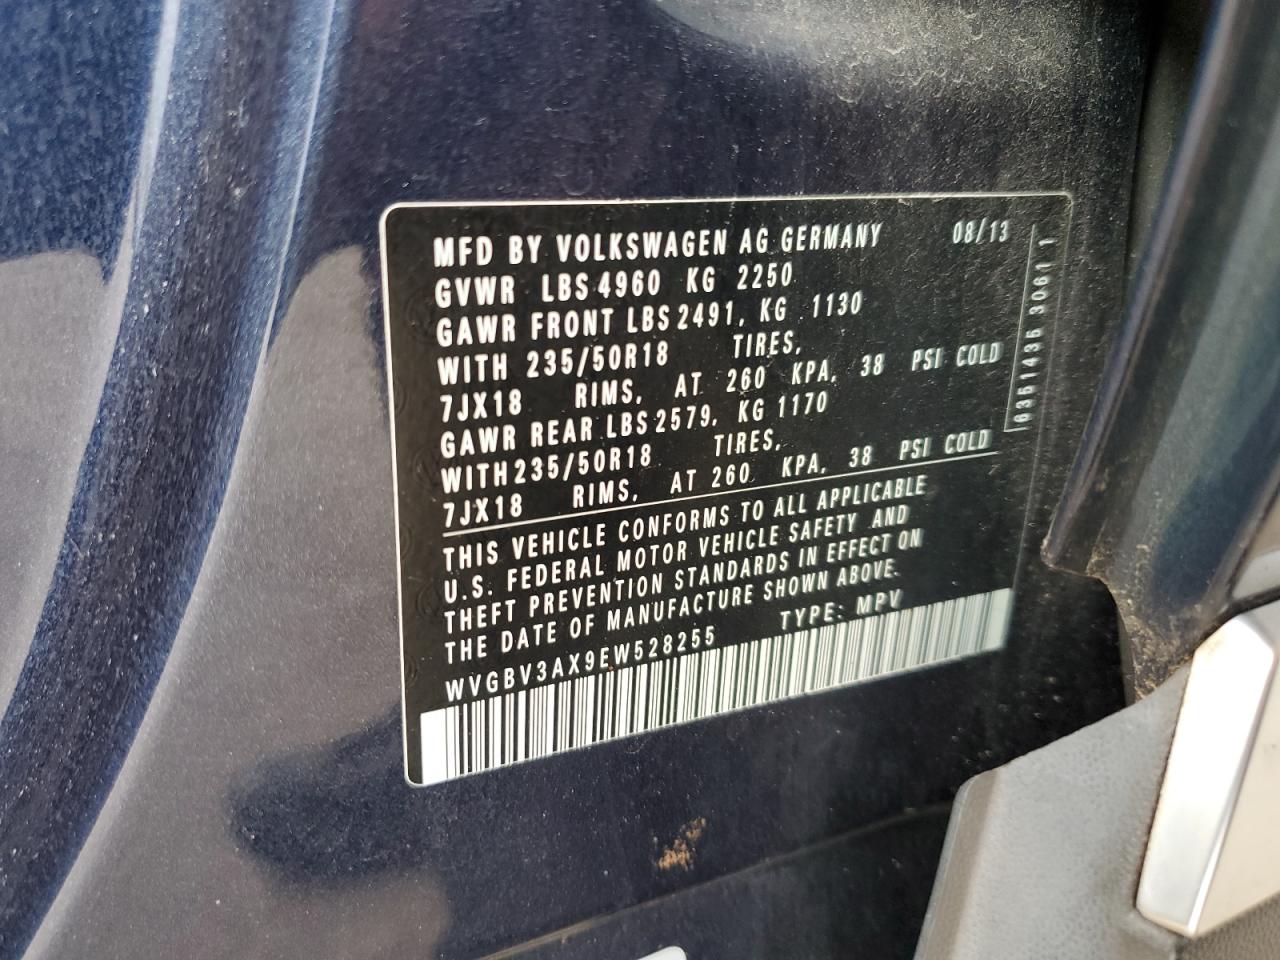 MFD BY VOLKSWAGEN AG GERMANY 08/13
GVWR LBS 4960 KG 2250
GAWR FRONT LBS 2491, KG 1130
WITH 235/50R18 TIRES,
7JX18 RIMS, AT 260 KPA, 38 PSI COLD
GAWR REAR LBS 2579, KG 1170
WITH 235/50R18 TIRES,
7JX18 RIMS, AT 260 KPA, 38 PSI COLD
THIS VEHICLE CONFORMS TO ALL APPLICABLE
U.S. FEDERAL MOTOR VEHICLE SAFETY AND
THEFT PREVENTION STANDARDS IN EFFECT ON
THE DATE OF MANUFACTURE SHOWN ABOVE.
WVGBV3AX9EW528255 TYPE: MPV
6351435 3061 1